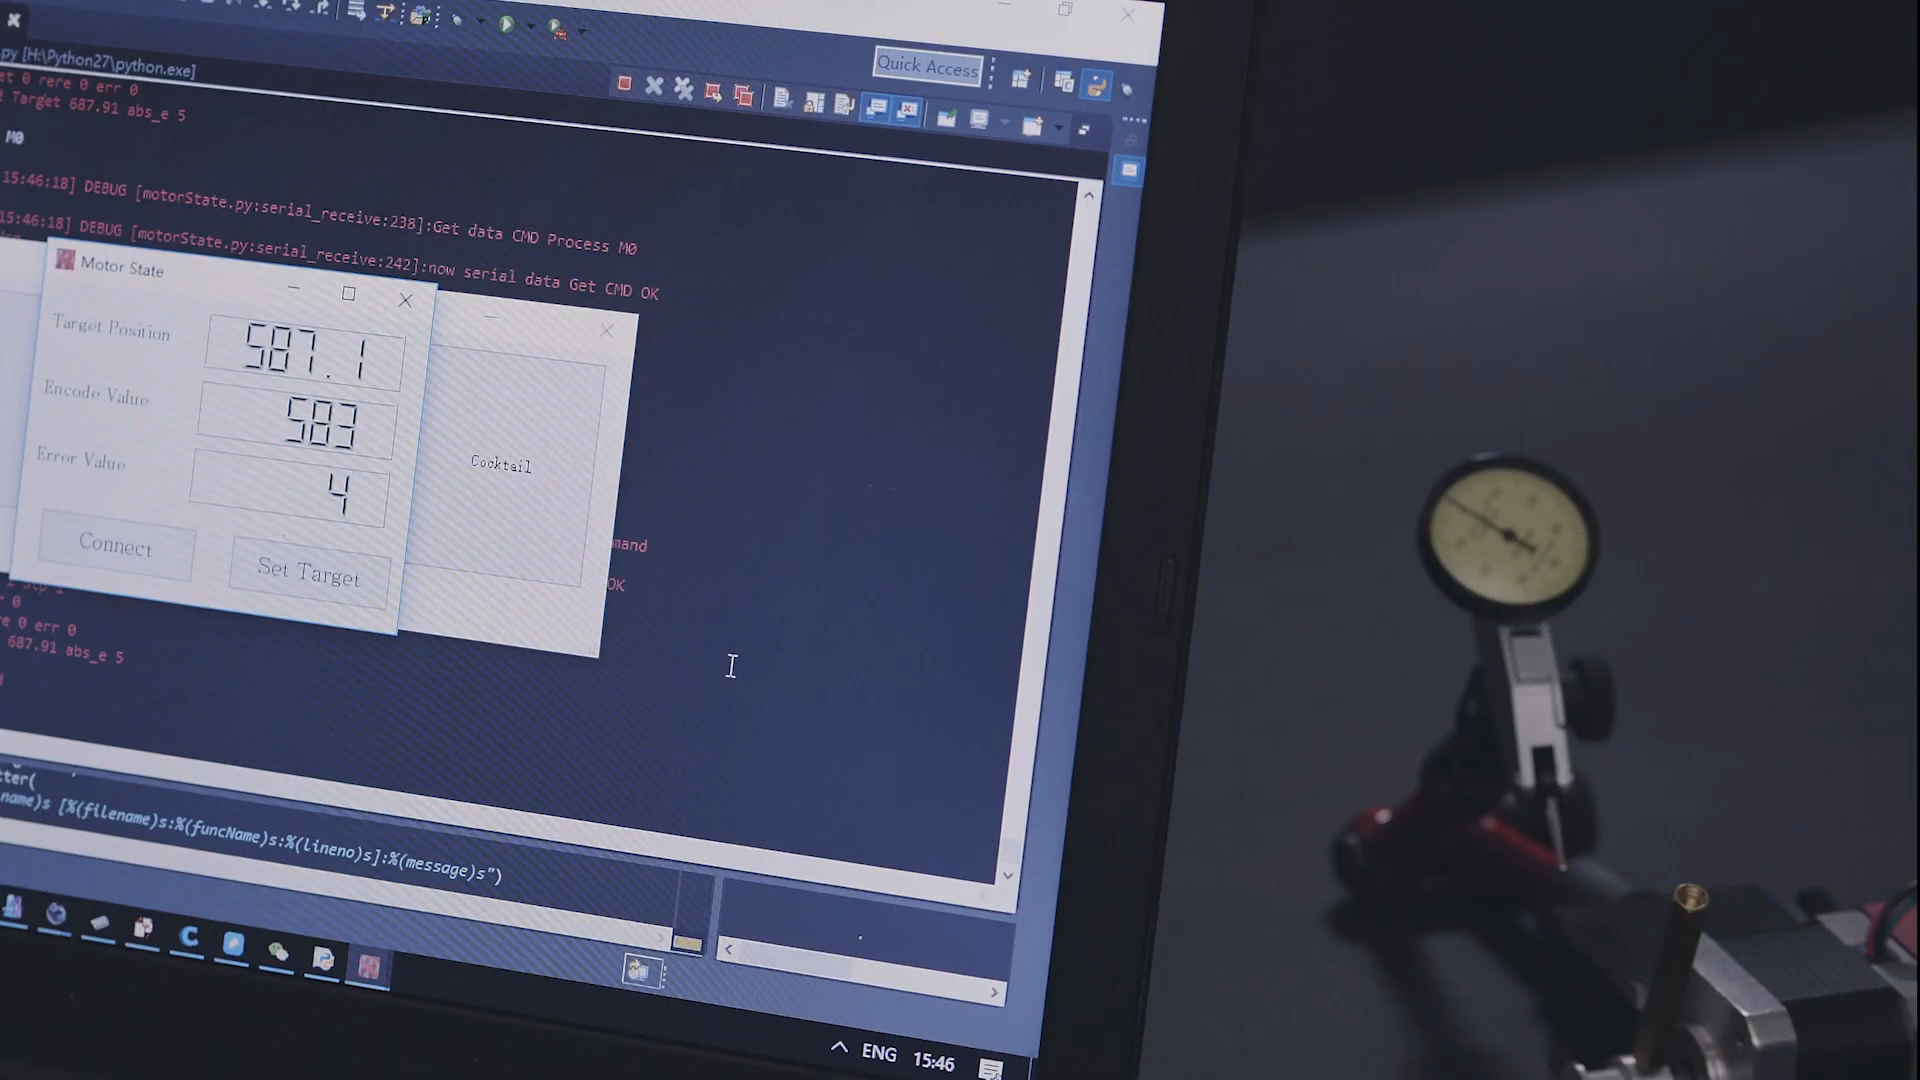 Quick Access
.py [H:\Python27\python.exe]
et 0 rere 0 err 0
2 Target 687.91 abs_e 5
M0
15:46:18] DEBUG [motorState.py:serial_receive:238]:Get data CMD Process M0
15:46:18] DEBUG [motorState.py:serial_receive:242]:now serial data Get CMD OK
Motor State
Target Position
587.1
Encode Value
583
Error Value
4
Connect
Set Target
Cocktail
mand
OK
0
re 0 err 0
687.91 abs_e 5
tter(
name)s [%(filename)s:%(funcName)s:%(lineno)s]:%(message)s")
ENG 15:46